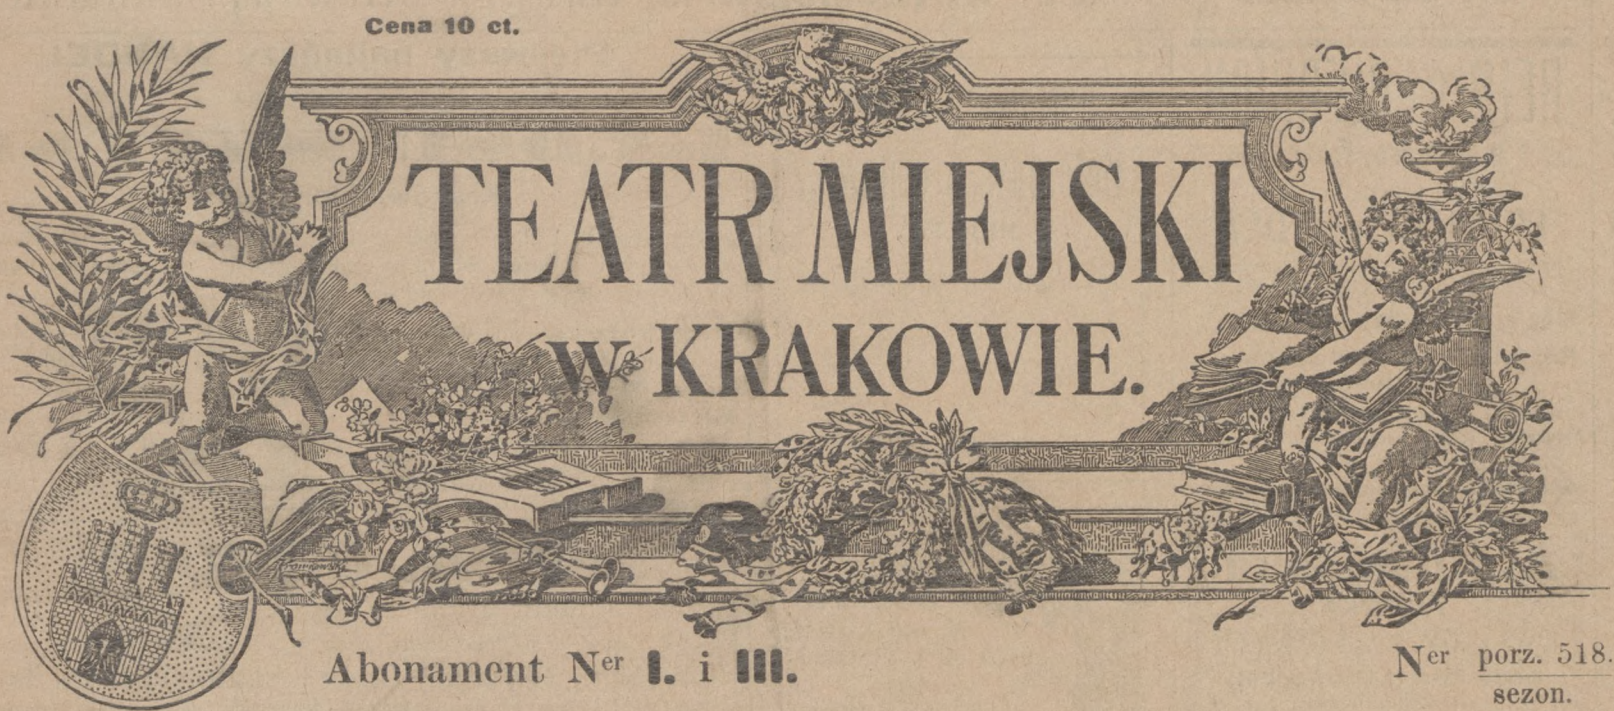 Cena 10 ct.
TEATR MIEJSKI
W KRAKOWIE.
Abonament Ner I. i III.
Ner porz. 518.
sezon.